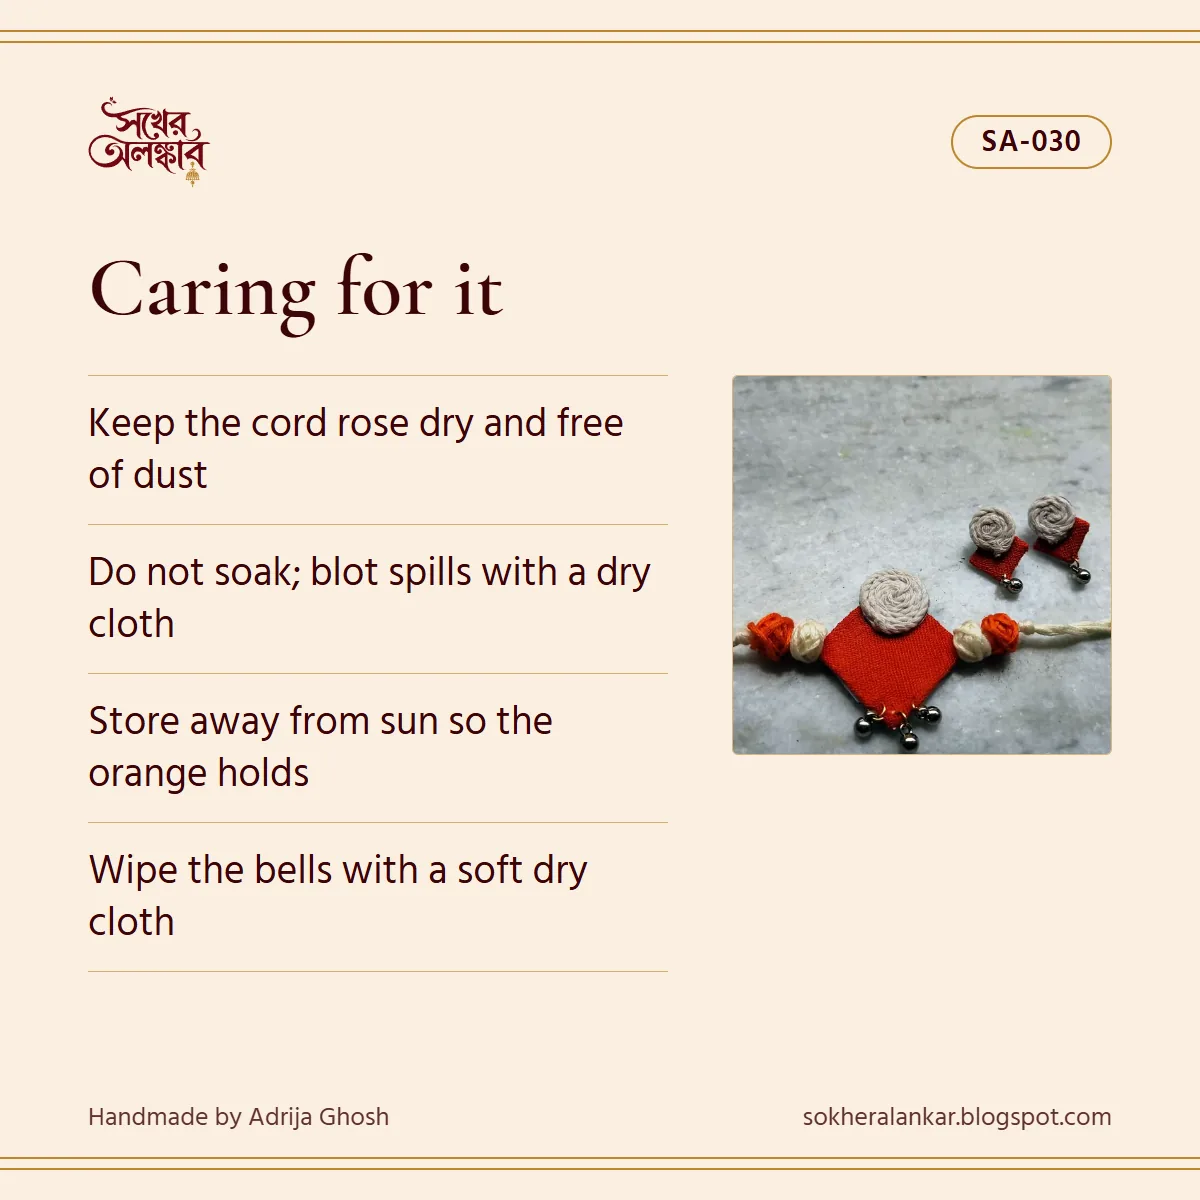 সখের
অলঙ্কার
SA-030
Caring for it
Keep the cord rose dry and free
of dust
Do not soak; blot spills with a dry
cloth
Store away from sun so the
orange holds
Wipe the bells with a soft dry
cloth
Handmade by Adrija Ghosh
sokheralankar.blogspot.com